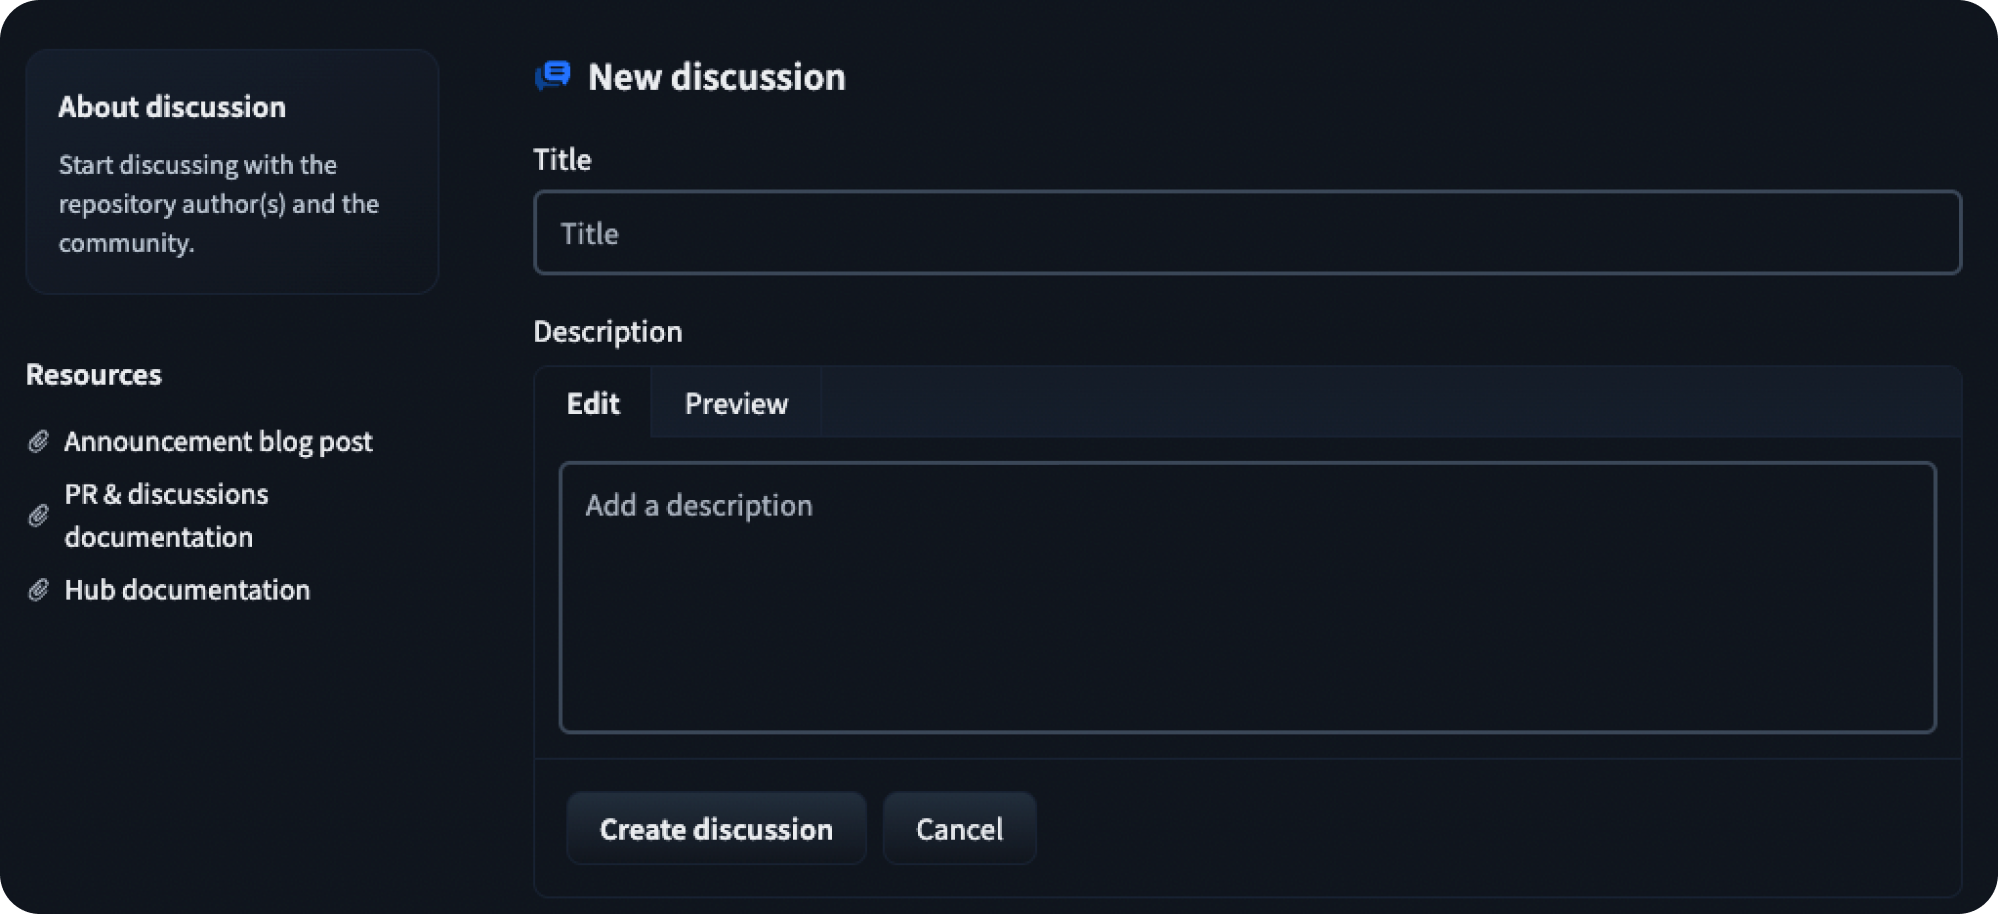 About discussion
Start discussing with the
repository author(s) and the
community.
Resources
Announcement blog post
PR & discussions
documentation
Hub documentation
New discussion
Title
Title
Description
Edit
Preview
Add a description
Create discussion
Cancel